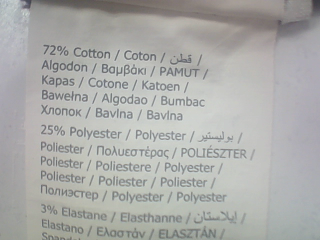 72% Cotton / Coton / قطن /
Algodon / Βαμβάκι / PAMUT /
Kapas / Cotone / Katoen /
Bawełna / Algodao / Bumbac
Хлопок / Bavlna / Bavlna
25% Polyester / Polyester / بوليستير /
Poliester / Πολυεστέρος / POLIÉSZTER /
Poliester / Poliestere / Polyester /
Poliester / Poliester / Poliester /
Полиэстер / Polyester / Polyester
3% Elastane / Elasthanne / إيلاستان /
Elastano / Ελαστάν / ELASZTÁN /